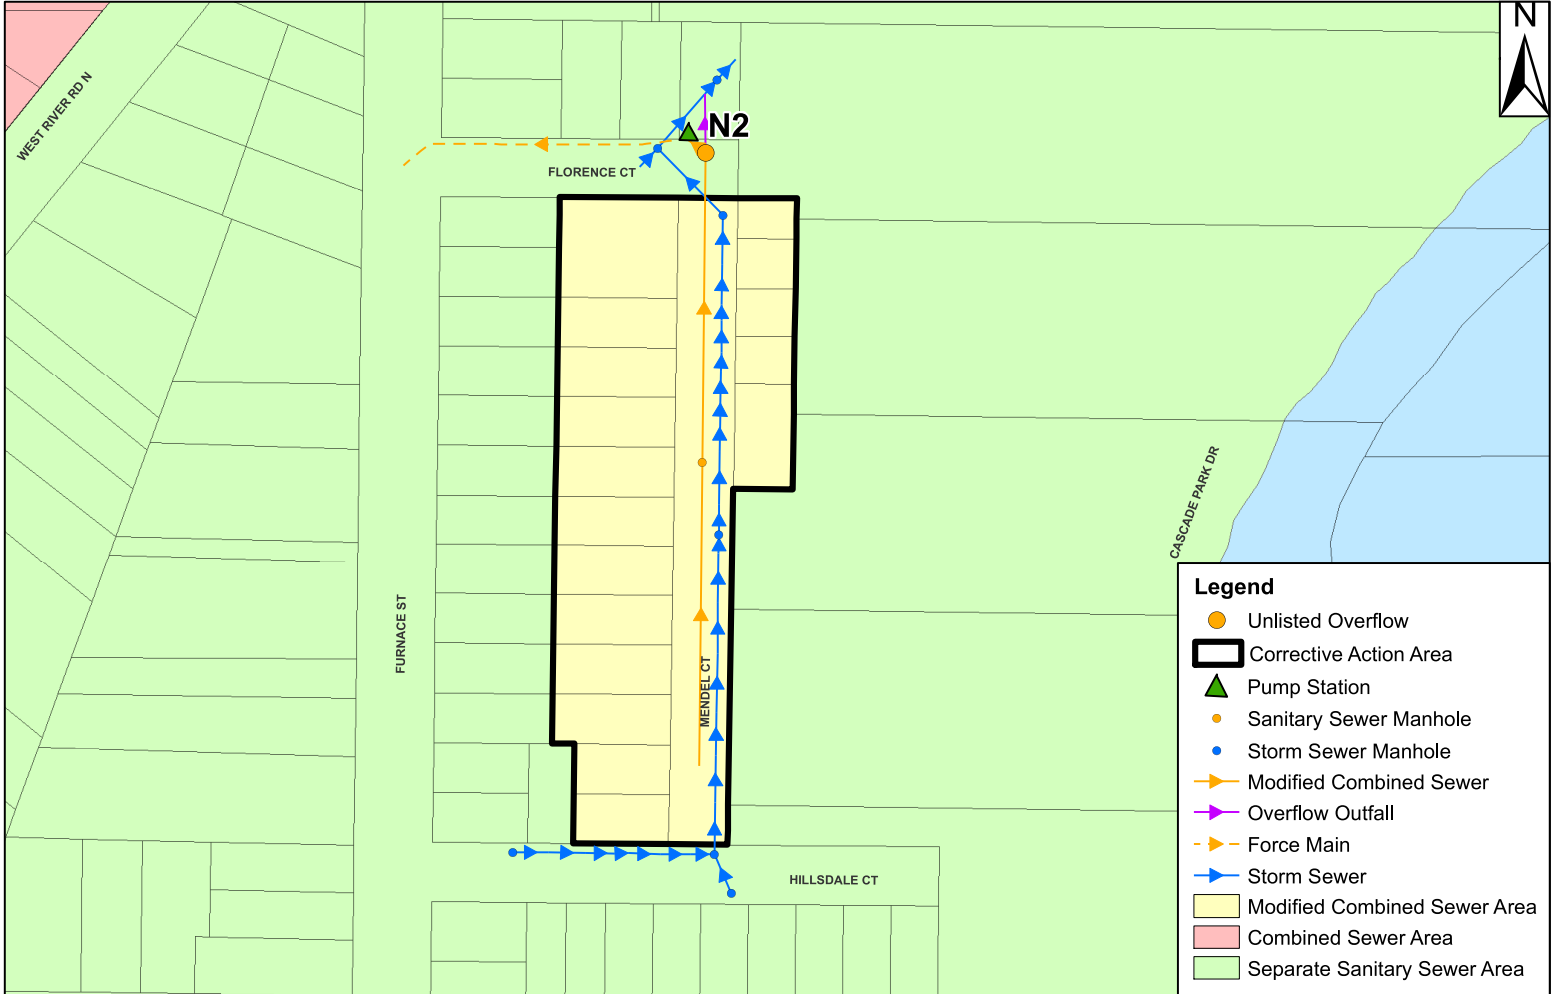 N
WEST RIVER RD N
N2
FLORENCE CT
CASCADE PARK DR
FURNACE ST
MENDEL CT
HILLSDALE CT
Legend
Unlisted Overflow
Corrective Action Area
Pump Station
Sanitary Sewer Manhole
Storm Sewer Manhole
Modified Combined Sewer
Overflow Outfall
Force Main
Storm Sewer
Modified Combined Sewer Area
Combined Sewer Area
Separate Sanitary Sewer Area